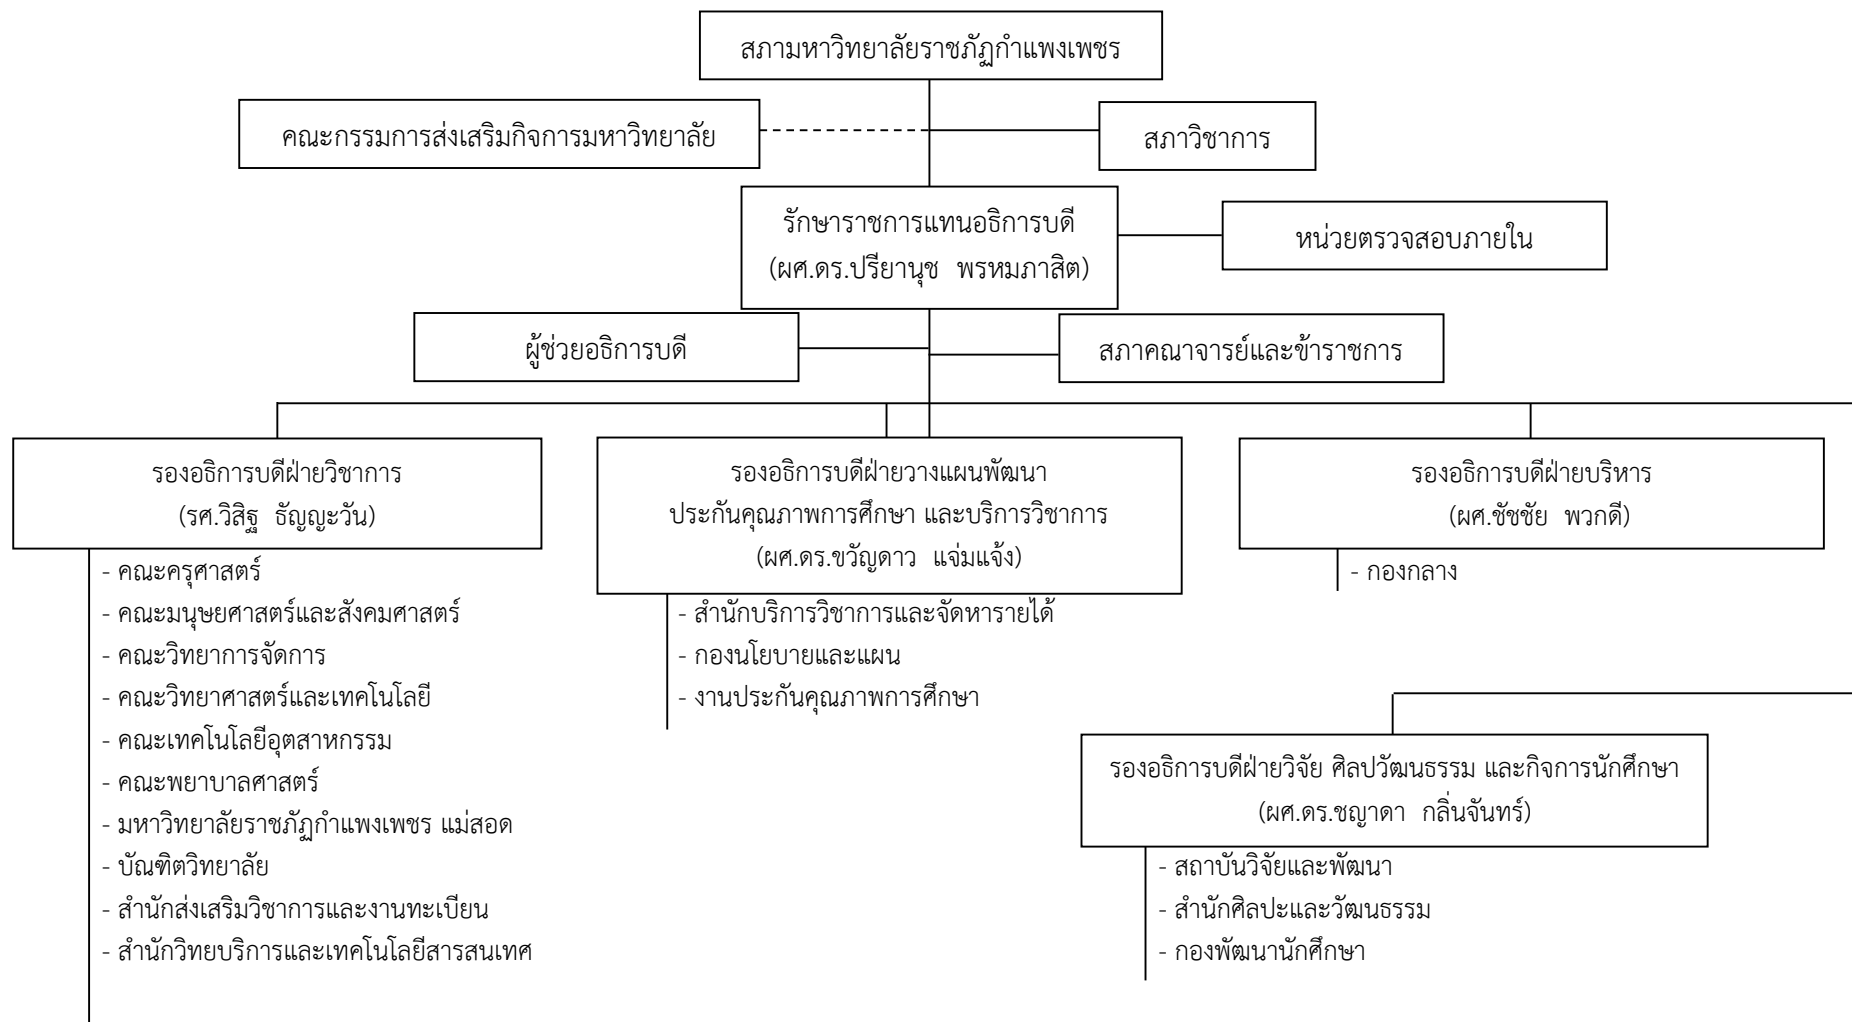 สภามหาวิทยาลัยราชภัฏกำแพงเพชร
คณะกรรมการส่งเสริมกิจการมหาวิทยาลัย
สภาวิชาการ
รักษาราชการแทนอธิการบดี
(ผศ.ดร.ปรียานุช พรหมภาสิต)
หน่วยตรวจสอบภายใน
ผู้ช่วยอธิการบดี
สภาคณาจารย์และข้าราชการ
รองอธิการบดีฝ่ายวิชาการ
(รศ.วิสิฐ ธัญญะวัน)
- คณะครุศาสตร์
- คณะมนุษยศาสตร์และสังคมศาสตร์
- คณะวิทยาการจัดการ
- คณะวิทยาศาสตร์และเทคโนโลยี
- คณะเทคโนโลยีอุตสาหกรรม
- คณะพยาบาลศาสตร์
- มหาวิทยาลัยราชภัฏกำแพงเพชร แม่สอด
- บัณฑิตวิทยาลัย
- สำนักส่งเสริมวิชาการและงานทะเบียน
- สำนักวิทยบริการและเทคโนโลยีสารสนเทศ
รองอธิการบดีฝ่ายวางแผนพัฒนา
ประกันคุณภาพการศึกษา และบริการวิชาการ
(ผศ.ดร.ขวัญดาว แจ่มแจ้ง)
- สำนักบริการวิชาการและจัดหารายได้
- กองนโยบายและแผน
- งานประกันคุณภาพการศึกษา
รองอธิการบดีฝ่ายบริหาร
(ผศ.ชัชชัย พวกดี)
- กองกลาง
รองอธิการบดีฝ่ายวิจัย ศิลปวัฒนธรรม และกิจการนักศึกษา
(ผศ.ดร.ชญาดา กลิ่นจันทร์)
- สถาบันวิจัยและพัฒนา
- สำนักศิลปะและวัฒนธรรม
- กองพัฒนานักศึกษา